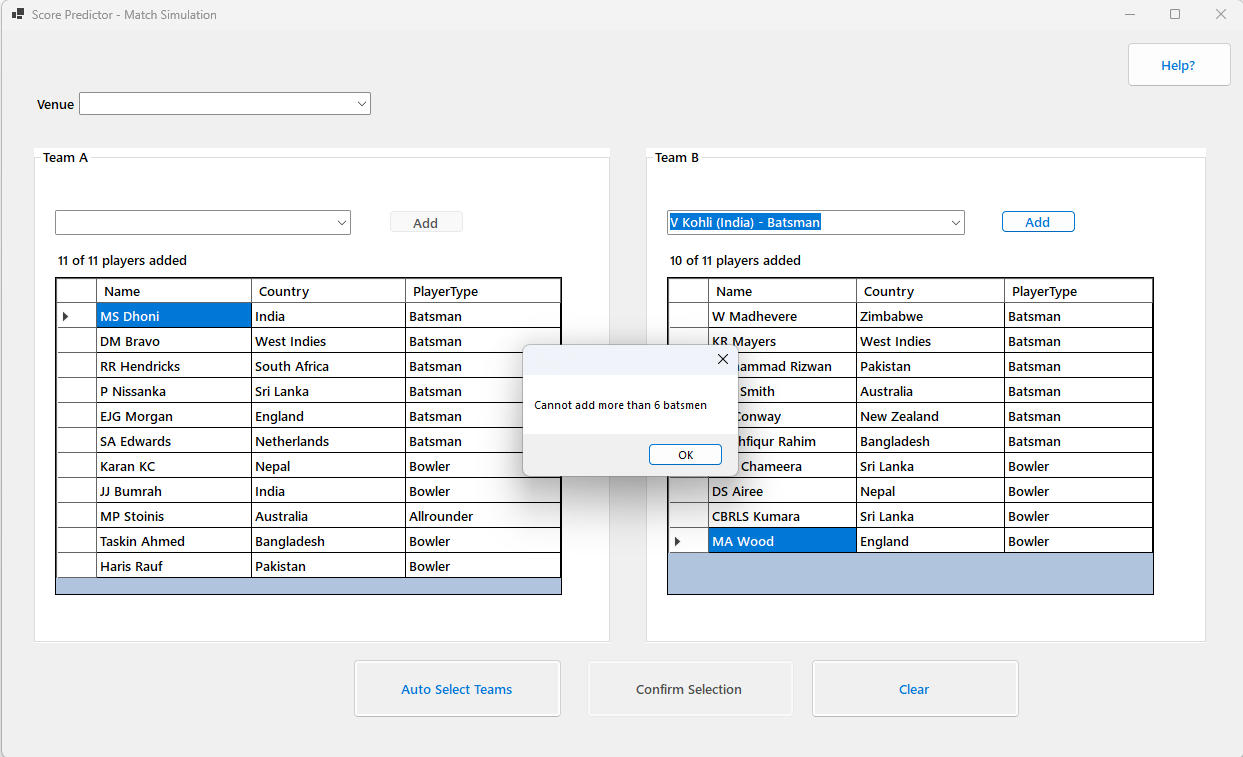 Score Predictor - Match Simulation
Help?
Venue
Team A
Add
11 of 11 players added
Name Country PlayerType
MS Dhoni India Batsman
DM Bravo West Indies Batsman
RR Hendricks South Africa Batsman
P Nissanka Sri Lanka Batsman
EJG Morgan England Batsman
SA Edwards Netherlands Batsman
Karan KC Nepal Bowler
JJ Bumrah India Bowler
MP Stoinis Australia Allrounder
Taskin Ahmed Bangladesh Bowler
Haris Rauf Pakistan Bowler
Team B
V Kohli (India) - Batsman Add
10 of 11 players added
Name Country PlayerType
W Madhevere Zimbabwe Batsman
KR Mayers West Indies Batsman
Rizwan Pakistan Batsman
Smith Australia Batsman
Conway New Zealand Batsman
Rahim Bangladesh Batsman
Chameera Sri Lanka Bowler
DS Airee Nepal Bowler
CBRLS Kumara Sri Lanka Bowler
MA Wood England Bowler
Cannot add more than 6 batsmen
OK
Auto Select Teams
Confirm Selection
Clear